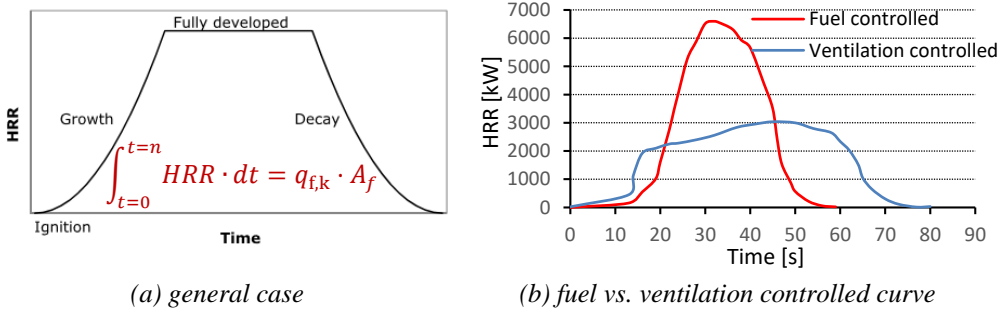 Fully developed
HRR
Growth
Decay
∫ t=n t=0 HRR · dt = q_f,k · A_f
Ignition
Time
(a) general case
7000
6000
5000
4000
3000
2000
1000
0
HRR [kW]
Fuel controlled
Ventilation controlled
0 10 20 30 40 50 60 70 80 90
Time [s]
(b) fuel vs. ventilation controlled curve